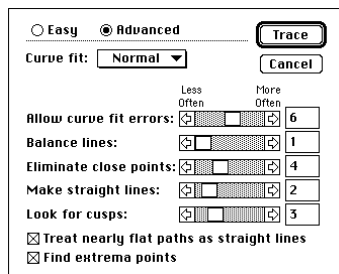 Easy Advanced Trace
Curve fit: Normal Cancel
Less Often More Often
Allow curve fit errors: 6
Balance lines: 1
Eliminate close points: 4
Make straight lines: 2
Look for cusps: 3
Treat nearly flat paths as straight lines
Find extrema points